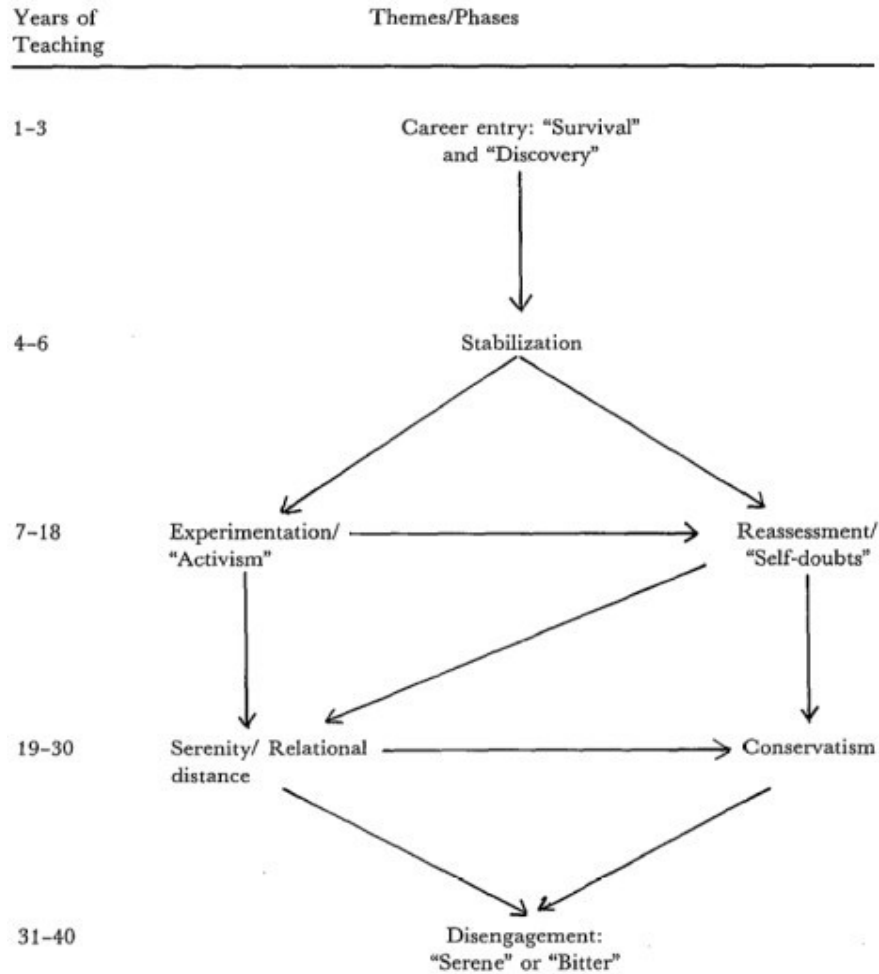 Years of Teaching
Themes/Phases
1–3
Career entry: “Survival”
and “Discovery”
4–6
Stabilization
7–18
Experimentation/
“Activism”
Reassessment/
“Self-doubts”
19–30
Serenity/ Relational
distance
Conservatism
31–40
Disengagement:
“Serene” or “Bitter”